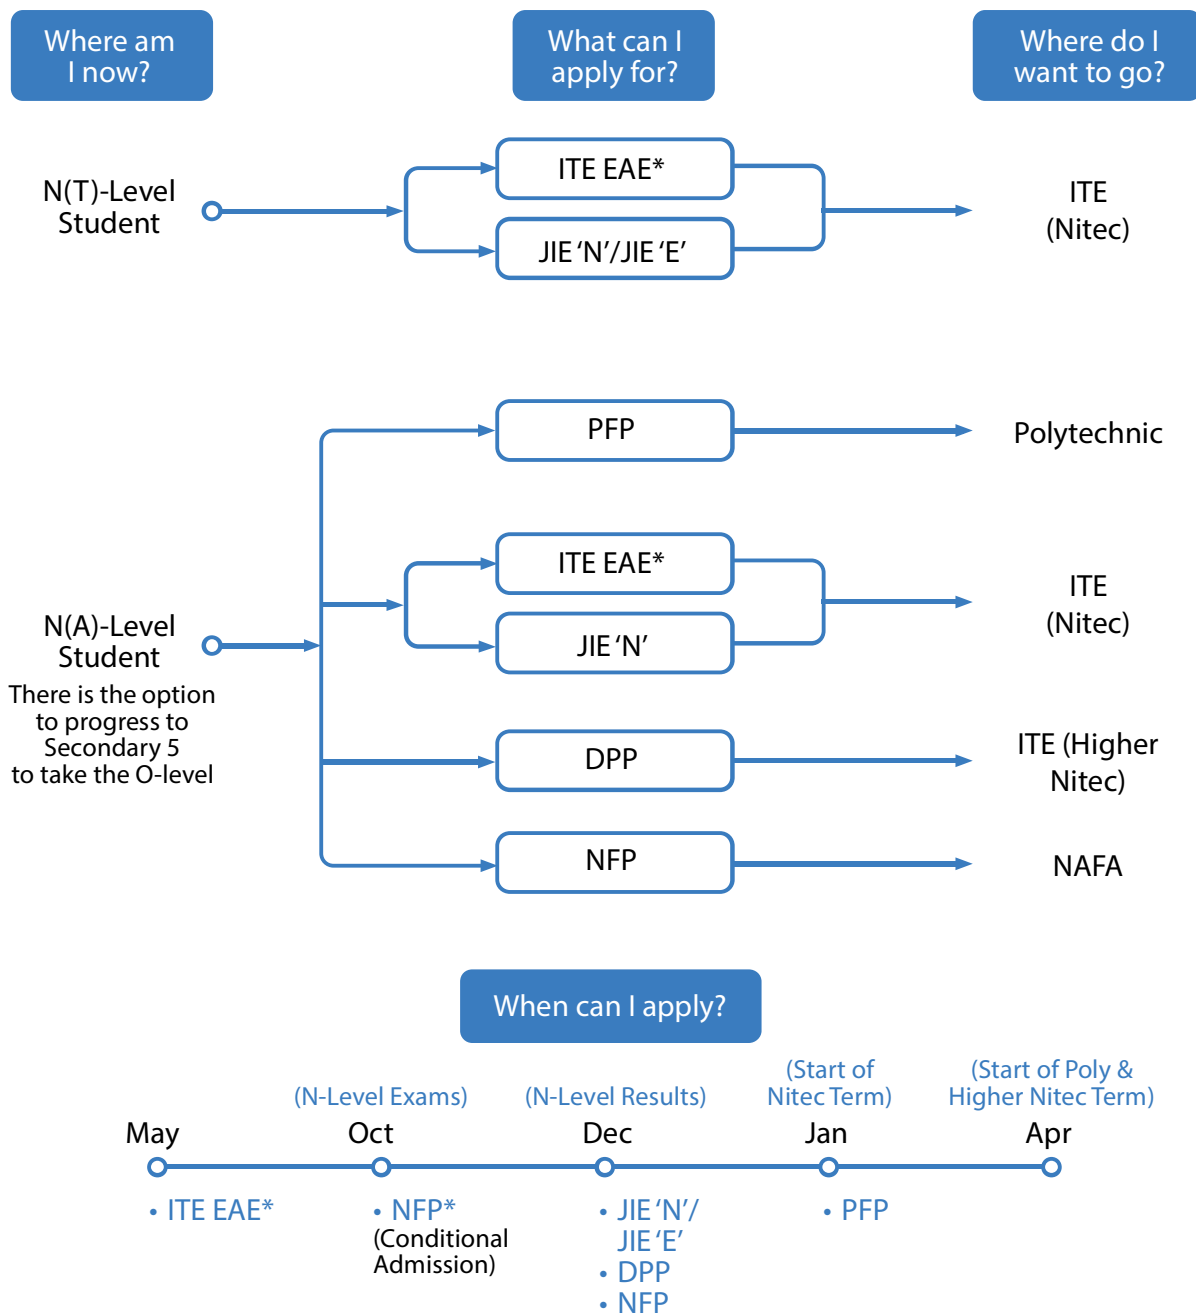 Where am
I now?
What can I
apply for?
Where do I
want to go?
N(T)-Level
Student
ITE EAE*
JIE ‘N’/JIE ‘E’
ITE
(Nitec)
PFP
Polytechnic
N(A)-Level
Student
There is the option
to progress to
Secondary 5
to take the O-level
ITE EAE*
JIE ‘N’
ITE
(Nitec)
DPP
ITE (Higher
Nitec)
NFP
NAFA
When can I apply?
(N-Level Exams)
(N-Level Results)
(Start of
Nitec Term)
(Start of Poly &
Higher Nitec Term)
May
Oct
Dec
Jan
Apr
• ITE EAE*
• NFP*
(Conditional
Admission)
• JIE ‘N’/
JIE ‘E’
• DPP
• NFP
• PFP